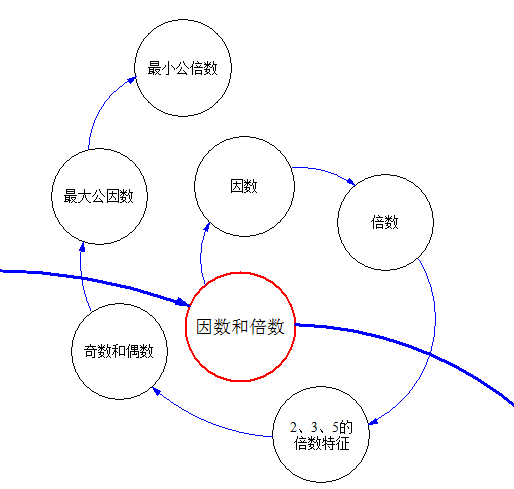 最小公倍数
因数
最大公因数
倍数
因数和倍数
奇数和偶数
2、3、5的
倍数特征